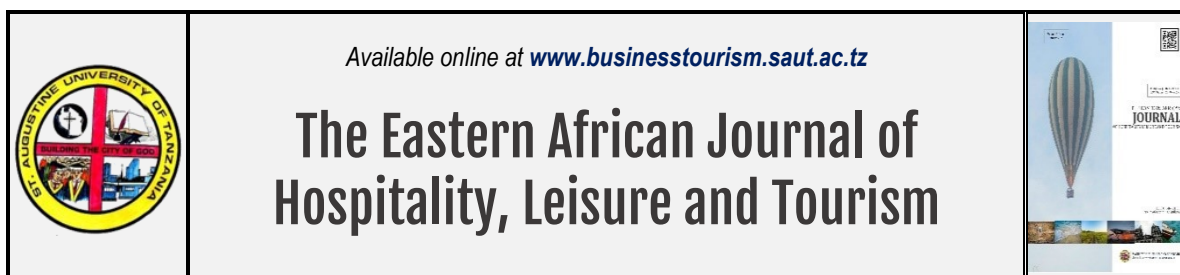 ST. AUGUSTINE UNIVERSITY OF TANZANIA
BUILDING THE CITY OF GOD
Available online at www.businesstourism.saut.ac.tz
The Eastern African Journal of
Hospitality, Leisure and Tourism
JOURNAL